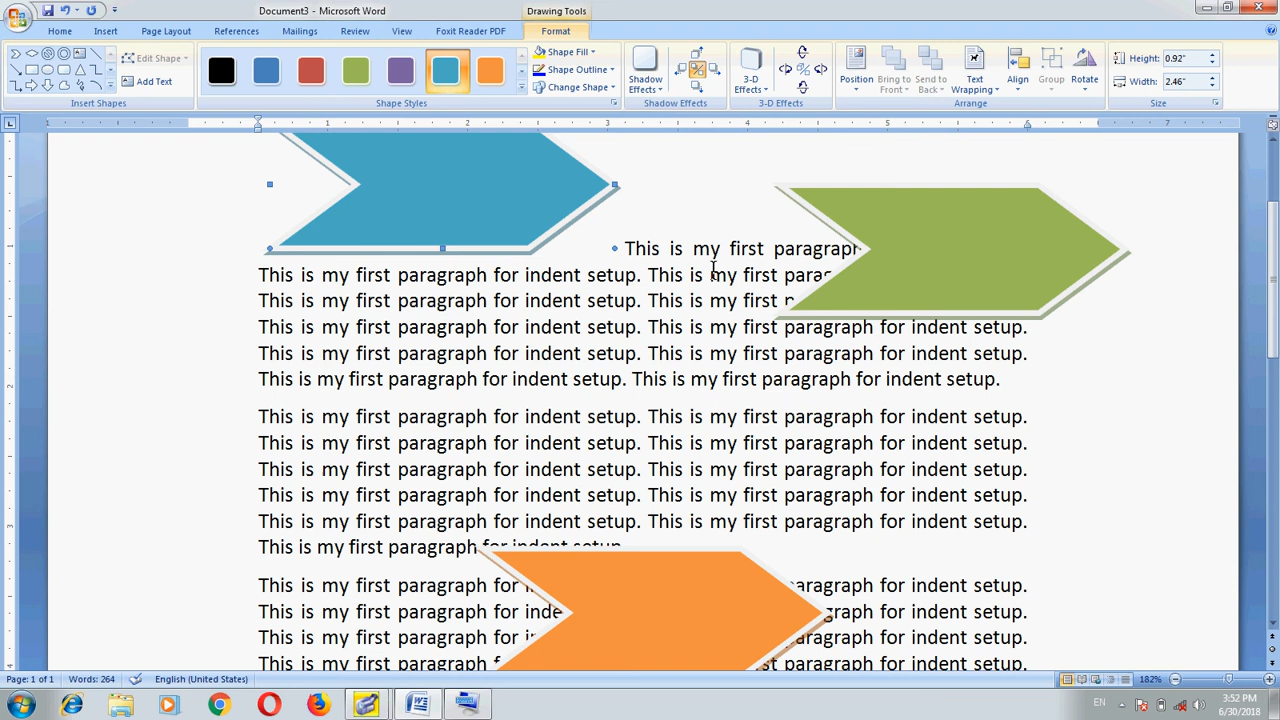 Document3 - Microsoft Word
Drawing Tools
Home Insert Page Layout References Mailings Review View Foxit Reader PDF Format
Edit Shape
Add Text
Insert Shapes
Shape Styles
Shape Fill
Shape Outline
Change Shape
Shadow Effects
Shadow Effects
3-D Effects
3-D Effects
Position
Bring to Front
Send to Back
Text Wrapping
Align
Group
Rotate
Arrange
Height: 0.92"
Width: 2.46"
Size
1 1 2 3 4 5 6 7
This is my first paragraph
This is my first paragraph for indent setup. This is my first
This is my first paragraph for indent setup. This is my first
This is my first paragraph for indent setup. This is my first paragraph for indent setup.
This is my first paragraph for indent setup. This is my first paragraph for indent setup.
This is my first paragraph for indent setup. This is my first paragraph for indent setup.
This is my first paragraph for indent setup. This is my first paragraph for indent setup.
This is my first paragraph for indent setup. This is my first paragraph for indent setup.
This is my first paragraph for indent setup. This is my first paragraph for indent setup.
This is my first paragraph for indent setup. This is my first paragraph for indent setup.
This is my first paragraph for indent setup. This is my first paragraph for indent setup.
This is my first paragraph for indent setup.
This is my first paragraph for paragraph for indent setup.
This is my first paragraph for inde graph for indent setup.
This is my first paragraph for paragraph for indent setup.
This is my first paragraph st paragraph for indent setup.
Page: 1 of 1 Words: 264 English (United States) 182%
EN 3:52 PM
6/30/2018